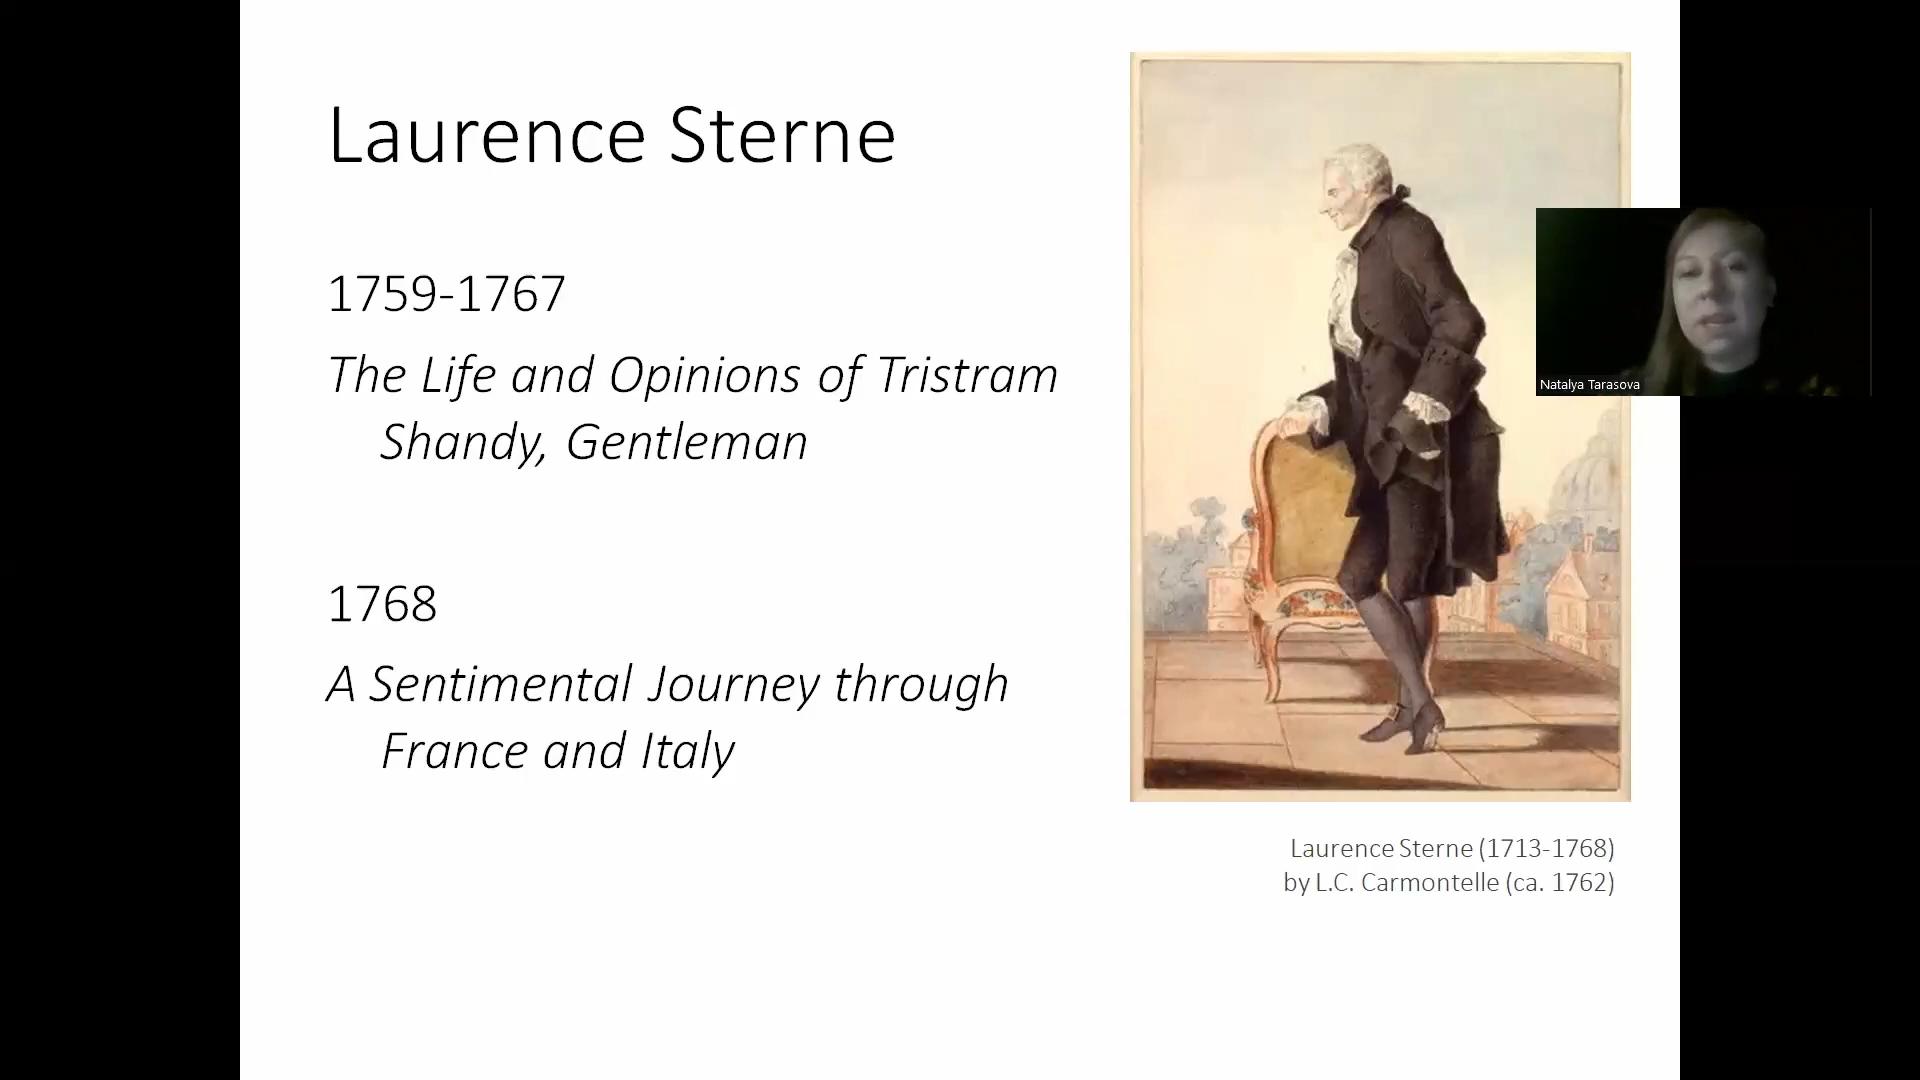 Laurence Sterne
1759-1767
The Life and Opinions of Tristram
Shandy, Gentleman
1768
A Sentimental Journey through
France and Italy
Laurence Sterne (1713-1768)
by L.C. Carmontelle (ca. 1762)
Natalya Tarasova